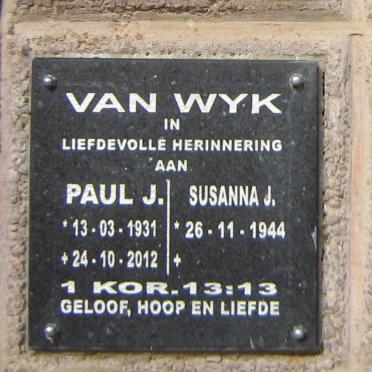 VAN WYK
IN
LIEFDEVOLLE HERINNERING
AAN
PAUL J. SUSANNA J.
* 13-03-1931 * 26-11-1944
+ 24-10-2012 +
1 KOR.13:13
GELOOF, HOOP EN LIEFDE